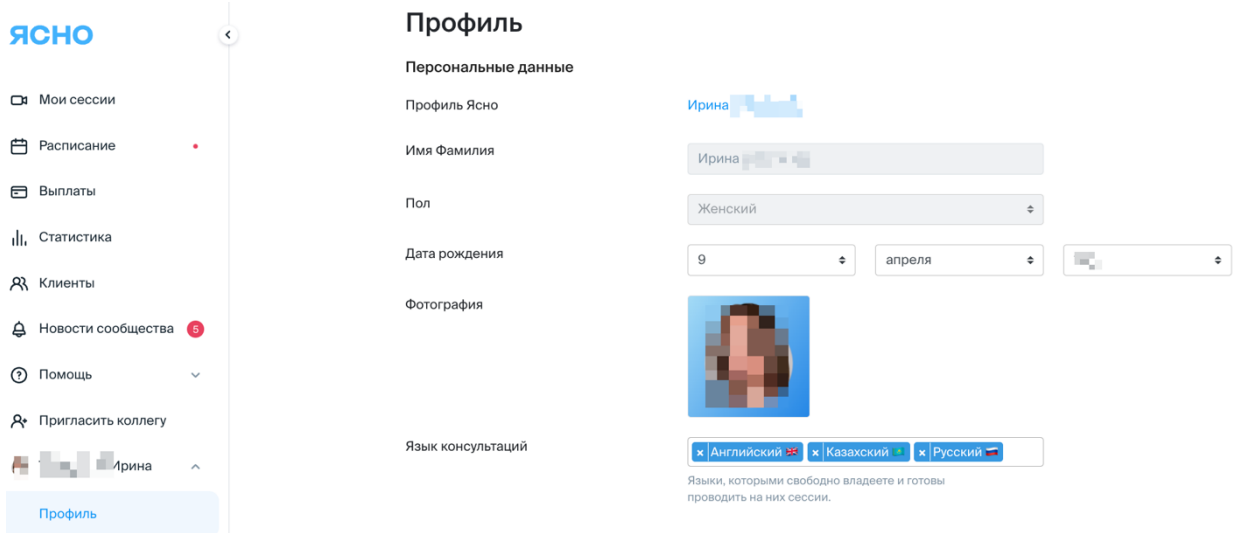 ЯСНО
Мои сессии
Расписание
Выплаты
Статистика
Клиенты
Новости сообщества 5
Помощь
Пригласить коллегу
Ирина
Профиль
Профиль
Персональные данные
Профиль Ясно Ирина
Имя Фамилия Ирина
Пол Женский
Дата рождения 9 апреля
Фотография
Язык консультаций × Английский × Казахский × Русский
Языки, которыми свободно владеете и готовы
проводить на них сессии.